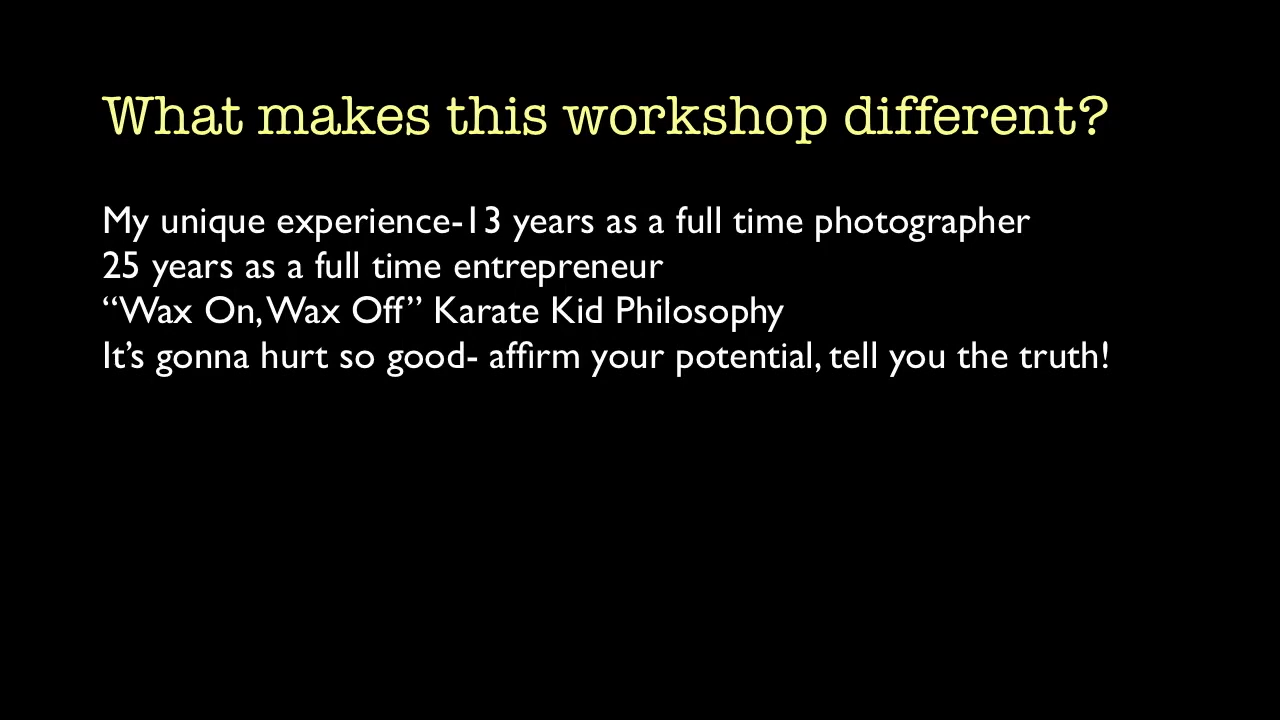 What makes this workshop different?
My unique experience-13 years as a full time photographer
25 years as a full time entrepreneur
“Wax On, Wax Off” Karate Kid Philosophy
It’s gonna hurt so good- affirm your potential, tell you the truth!